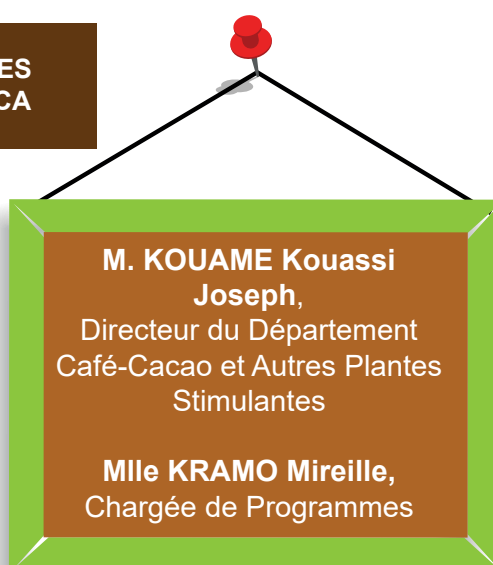 ES
CA
M. KOUAME Kouassi
Joseph,
Directeur du Département
Café-Cacao et Autres Plantes
Stimulantes
Mlle KRAMO Mireille,
Chargée de Programmes